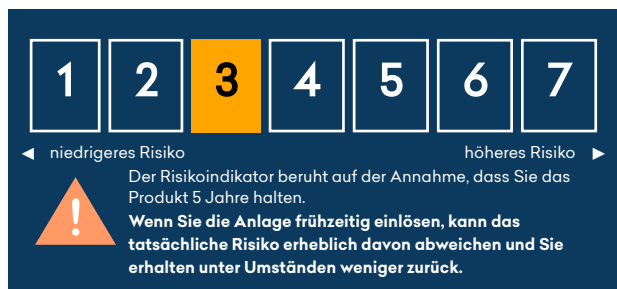 1 2 3 4 5 6 7
◀ niedrigeres Risiko höheres Risiko ▶
Der Risikoindikator beruht auf der Annahme, dass Sie das
Produkt 5 Jahre halten.
Wenn Sie die Anlage frühzeitig einlösen, kann das
tatsächliche Risiko erheblich davon abweichen und Sie
erhalten unter Umständen weniger zurück.
!